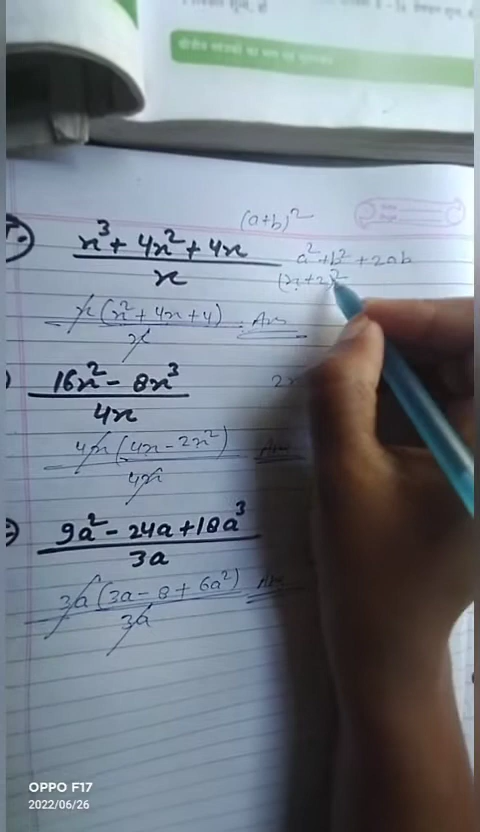 (a+b)²
x³ + 4x² + 4x
x
a² + b² + 2ab
(x+2)²
x(x² + 4x + 4) Ans
x
16x² - 8x³
4x
4x(4x - 2x²) Ans
4x
9a² - 24a + 18a³
3a
3a(3a - 8 + 6a²) Ans
3a
OPPO F17
2022/06/26